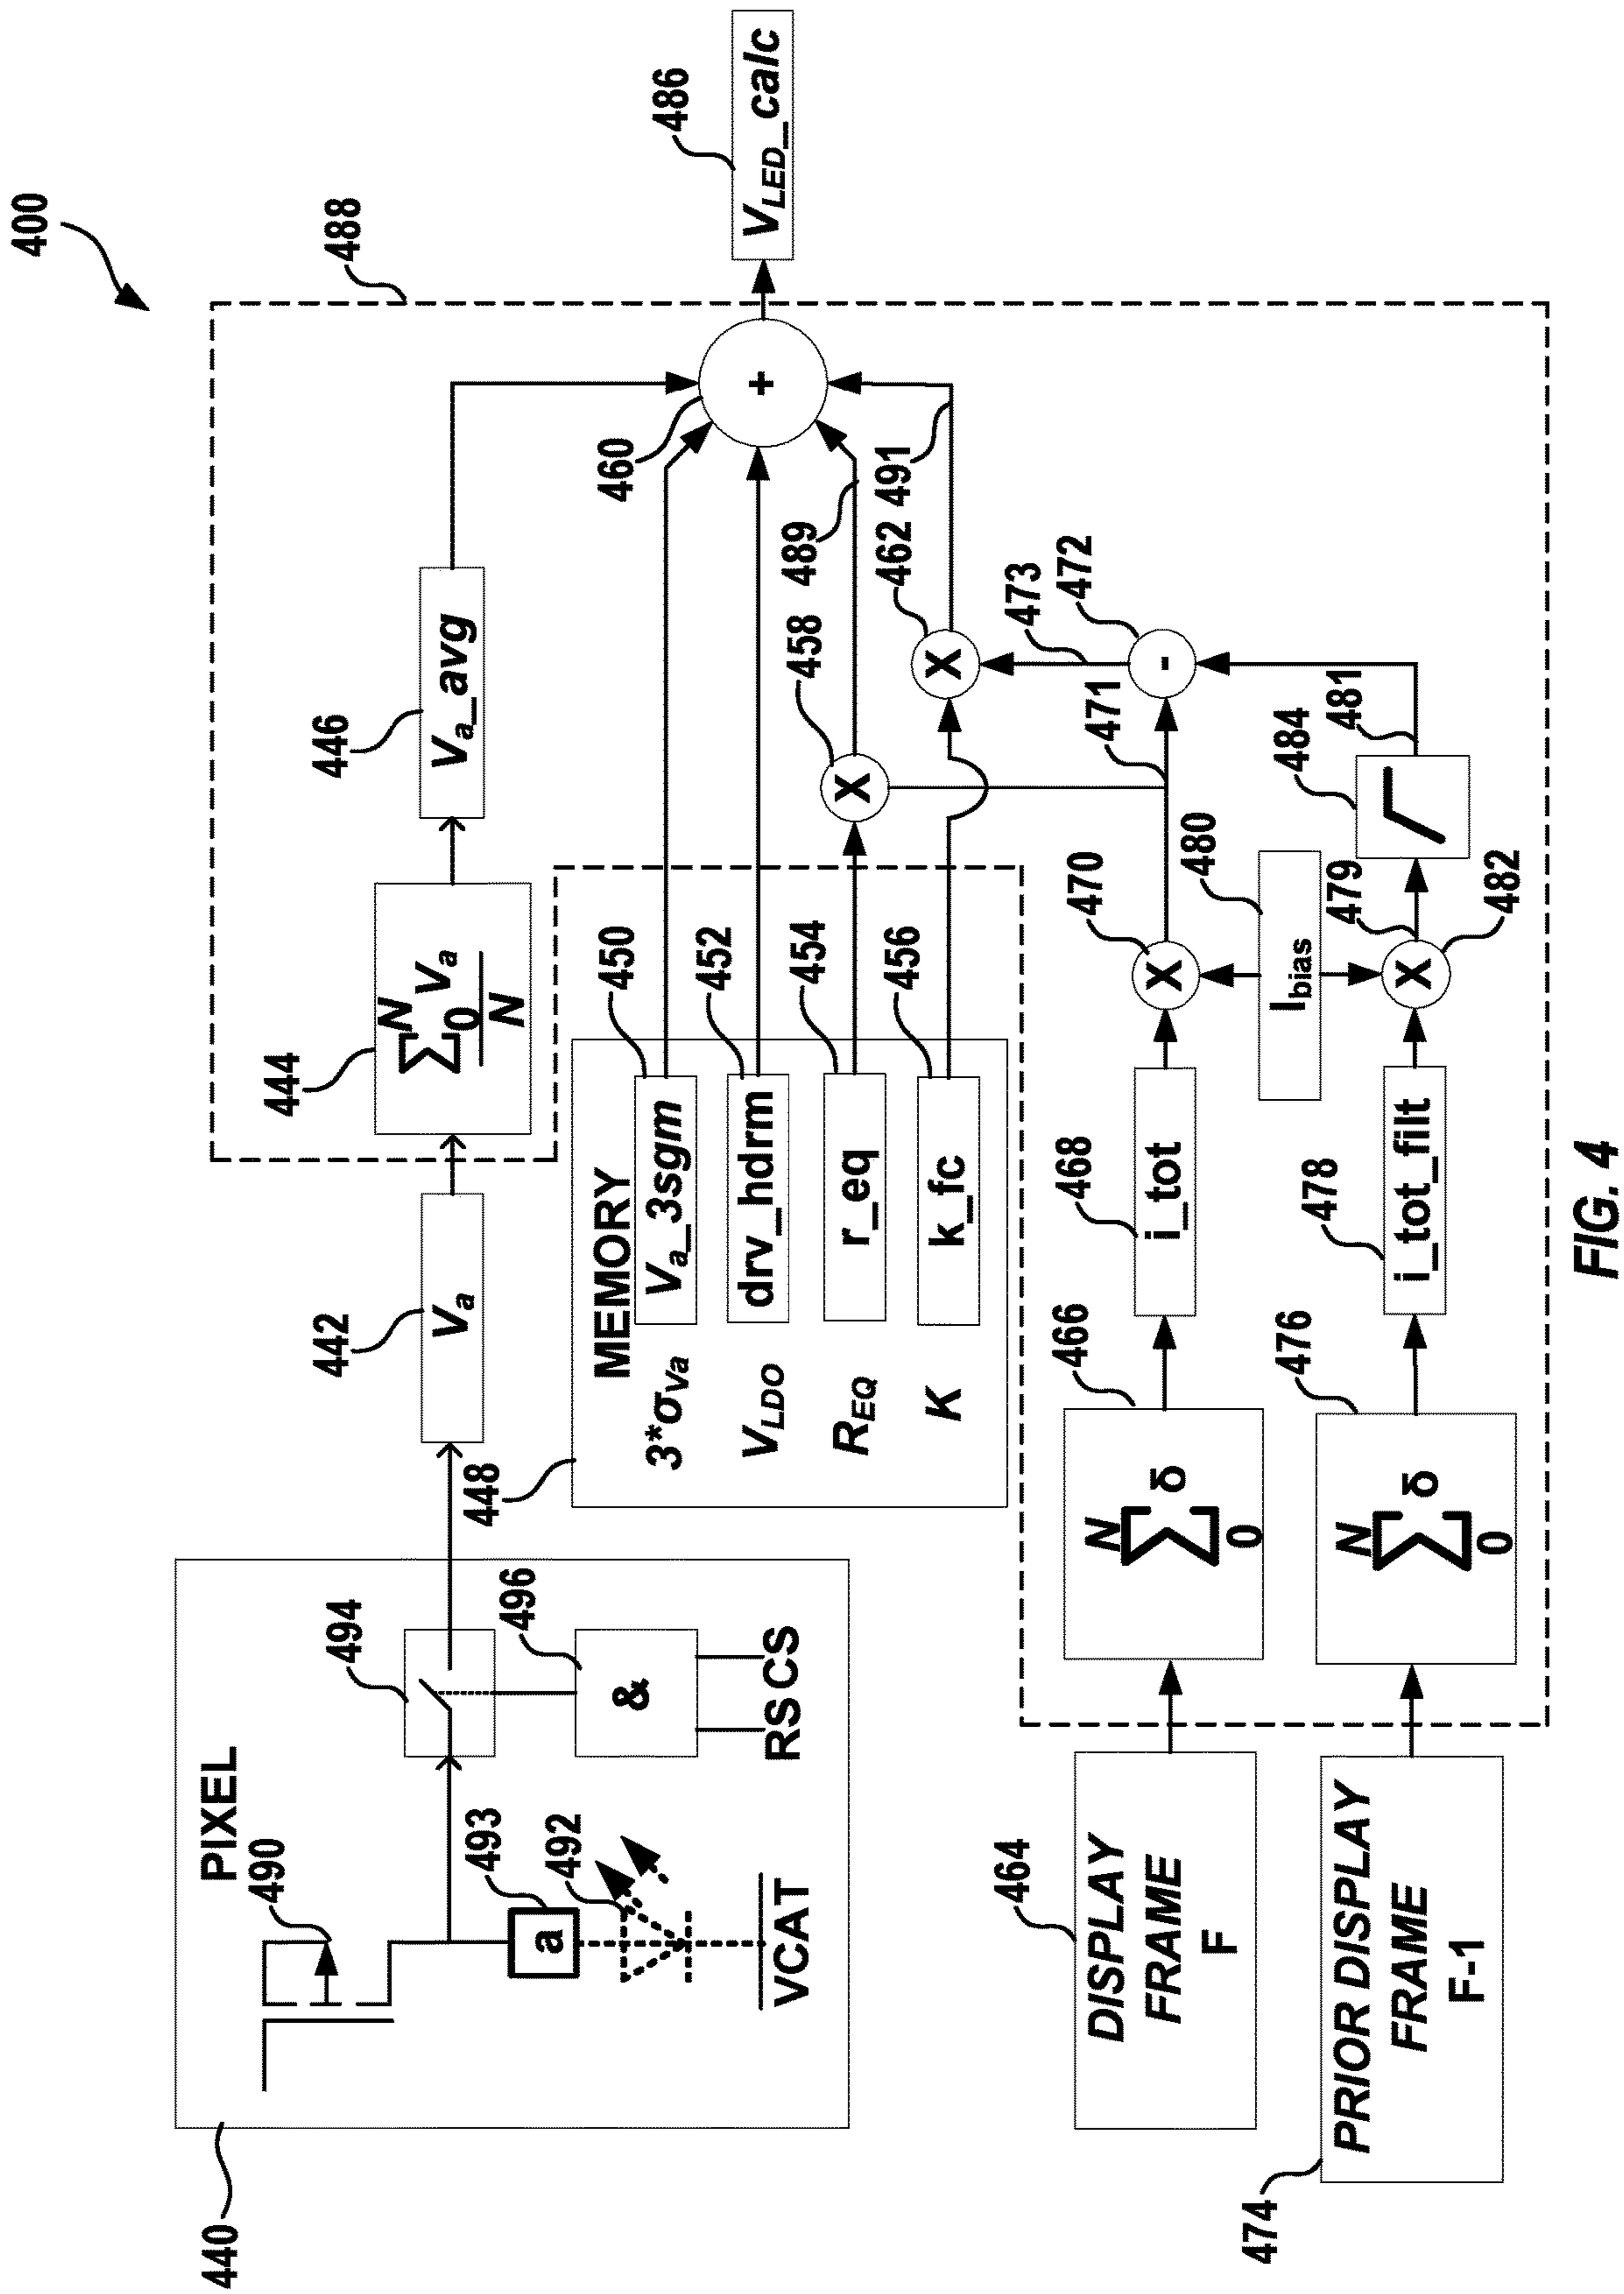 400
440
PIXEL
490
493
a
492
VCAT
494
496
&
RS
CS
442
Va
444
N
∑ Va
0
N
446
Va_avg
488
448
MEMORY
3*σVa
450
Va_3sgm
VLDO
452
drv_hdrm
REQ
454
r_eq
K
456
k_fc
458
X
489
460
+
486
VLED_calc
462
X
491
473
472
-
471
464
DISPLAY
FRAME
F
466
N
∑ δ
0
468
i_tot
470
X
480
Ibias
474
PRIOR DISPLAY
FRAME
F-1
476
N
∑ δ
0
478
i_tot_filt
X
482
479
484
481
FIG. 4